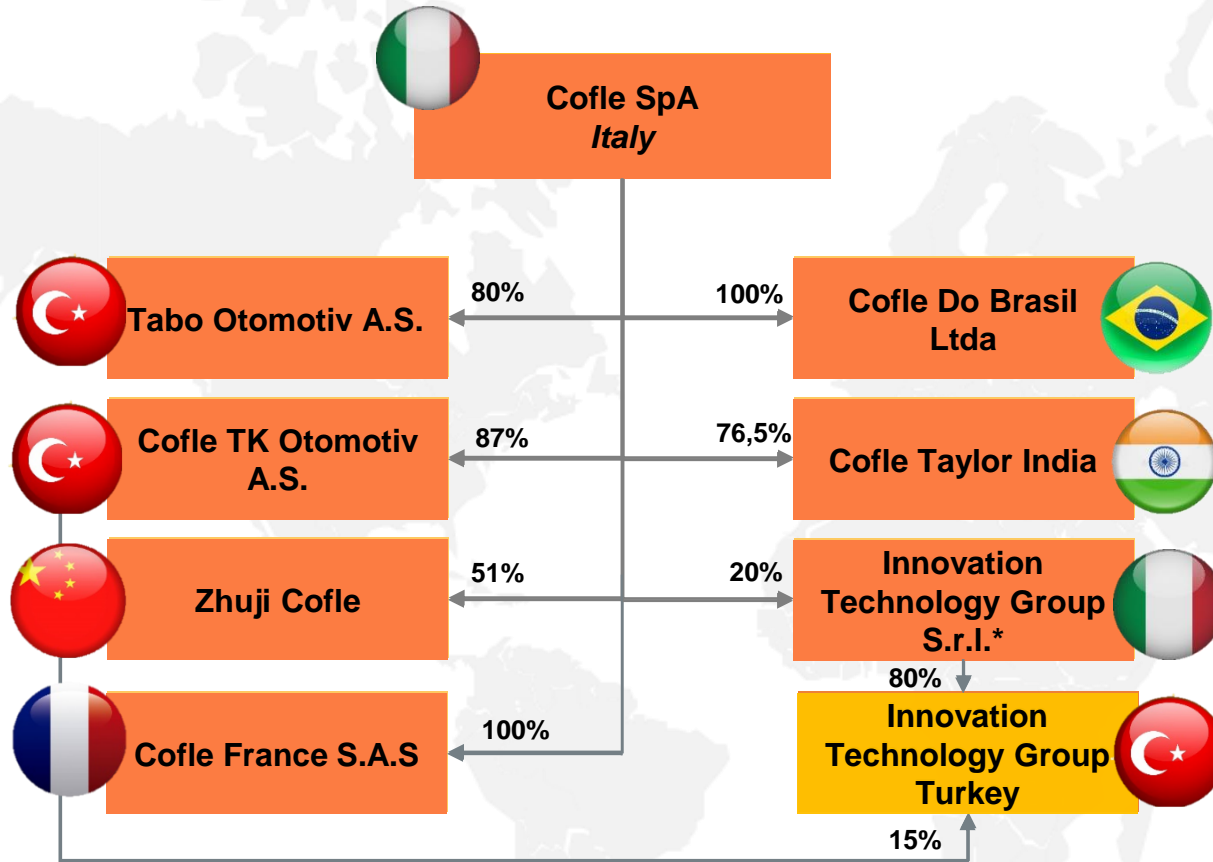 Cofle SpA
Italy
80%
100%
Tabo Otomotiv A.S.
Cofle Do Brasil
Ltda
87%
76,5%
Cofle TK Otomotiv
A.S.
Cofle Taylor India
51%
20%
Zhuji Cofle
Innovation
Technology Group
S.r.l.*
80%
100%
Cofle France S.A.S
Innovation
Technology Group
Turkey
15%